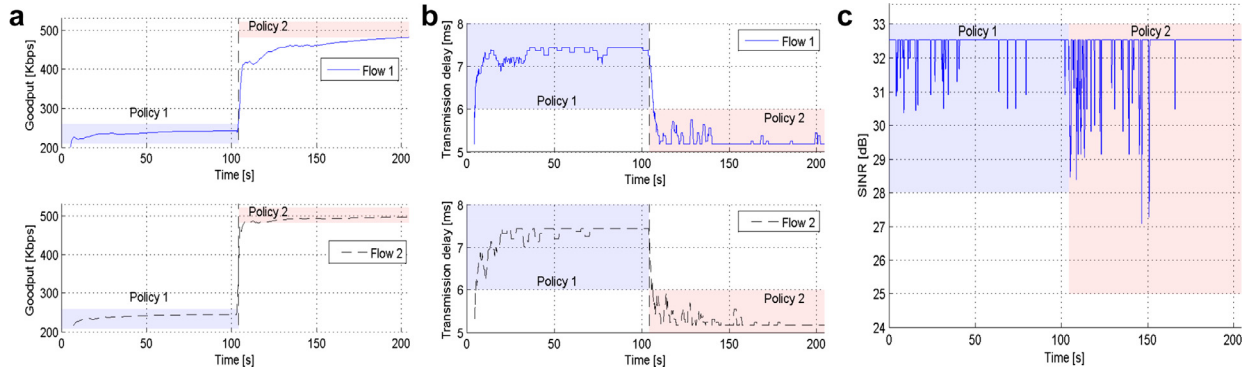 a
Goodput [Kbps]
500
400
300
200
Policy 2
Flow 1
Policy 1
0
50
100
150
200
Time [s]
Goodput [Kbps]
500
400
300
200
Policy 2
Flow 2
Policy 1
0
50
100
150
200
Time [s]
b
Transmission delay [ms]
8
7
6
5
Flow 1
Policy 1
Policy 2
0
50
100
150
200
Time [s]
Transmission delay [ms]
8
7
6
5
Flow 2
Policy 1
Policy 2
0
50
100
150
200
Time [s]
c
SINR [dB]
33
32
31
30
29
28
27
26
25
24
Policy 1
Policy 2
0
50
100
150
200
Time [s]